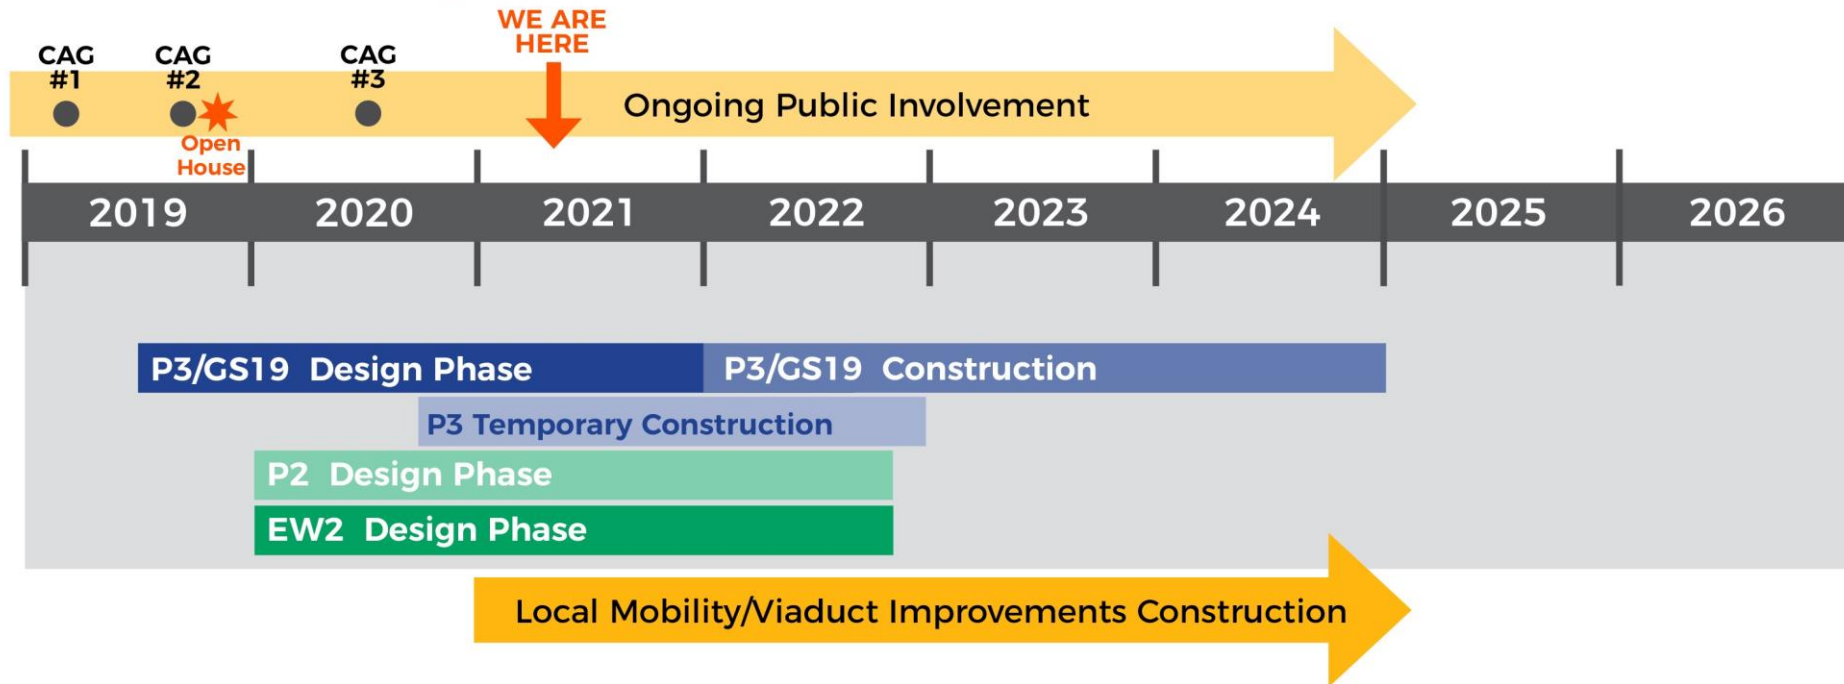 WE ARE
HERE
CAG
#1
CAG
#2
CAG
#3
Ongoing Public Involvement
Open
House
2019 2020 2021 2022 2023 2024 2025 2026
P3/GS19 Design Phase
P3/GS19 Construction
P3 Temporary Construction
P2 Design Phase
EW2 Design Phase
Local Mobility/Viaduct Improvements Construction